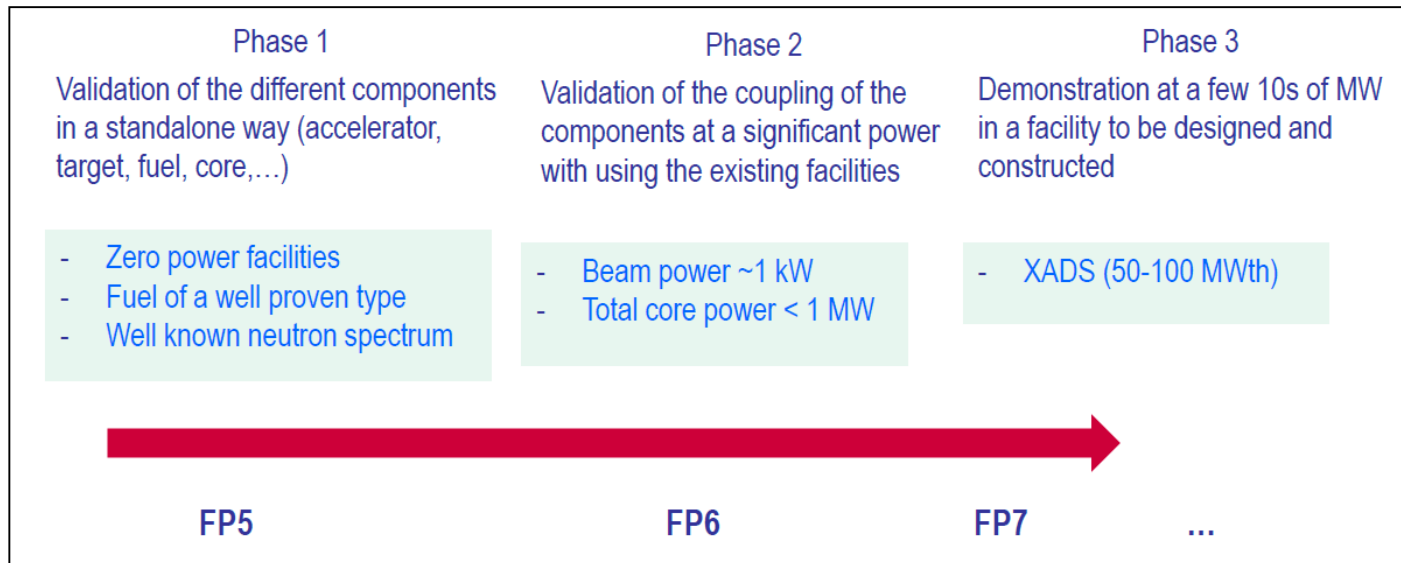 Phase 1
Validation of the different components
in a standalone way (accelerator,
target, fuel, core,...)
- Zero power facilities
- Fuel of a well proven type
- Well known neutron spectrum
Phase 2
Validation of the coupling of the
components at a significant power
with using the existing facilities
- Beam power ~1 kW
- Total core power < 1 MW
Phase 3
Demonstration at a few 10s of MW
in a facility to be designed and
constructed
- XADS (50-100 MWth)
FP5
FP6
FP7
...